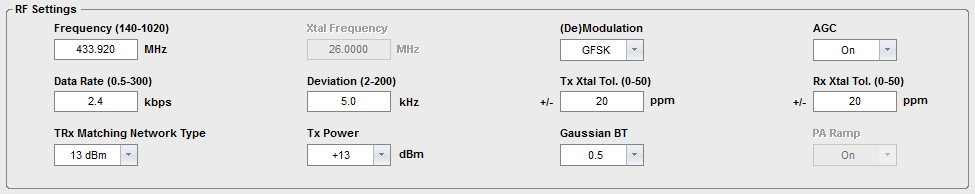 RF Settings
Frequency (140-1020) Xtal Frequency (De)Modulation AGC
433.920 MHz 26.0000 MHz GFSK On
Data Rate (0.5-300) Deviation (2-200) Tx Xtal Tol. (0-50) Rx Xtal Tol. (0-50)
2.4 kbps 5.0 kHz +/- 20 ppm +/- 20 ppm
TRx Matching Network Type Tx Power Gaussian BT PA Ramp
13 dBm +13 dBm 0.5 On